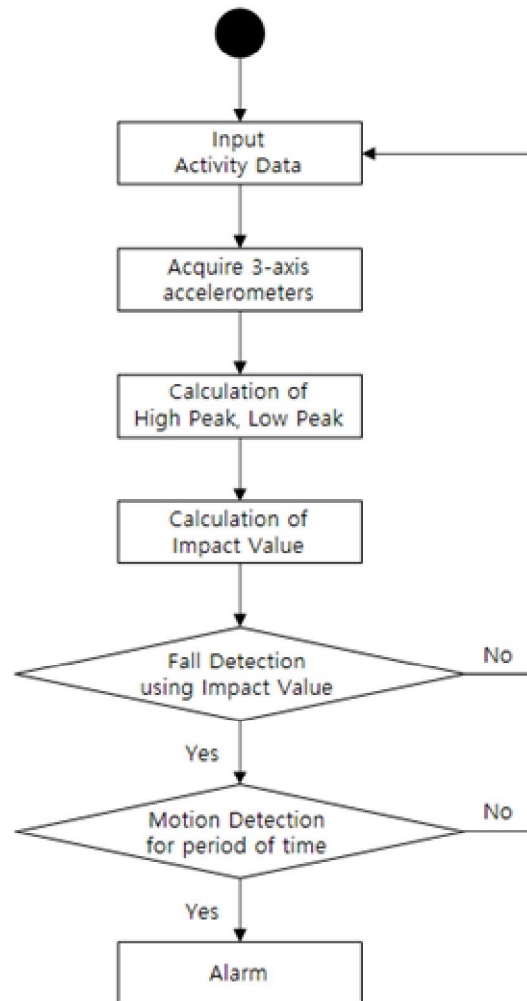 Input
Activity Data
Acquire 3-axis
accelerometers
Calculation of
High Peak, Low Peak
Calculation of
Impact Value
Fall Detection
using Impact Value
No
Yes
Motion Detection
for period of time
No
Yes
Alarm